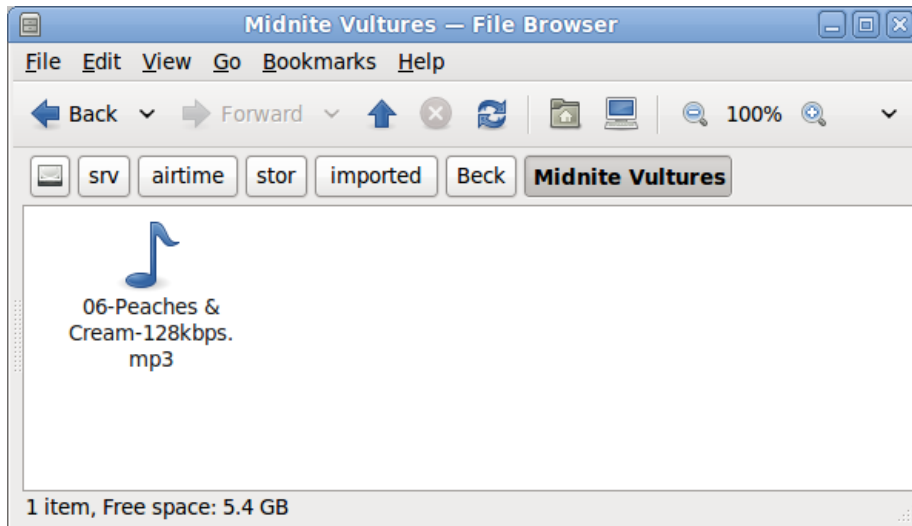 Midnite Vultures — File Browser
File Edit View Go Bookmarks Help
Back Forward 100%
srv airtime stor imported Beck Midnite Vultures
06-Peaches &
Cream-128kbps.
mp3
1 item, Free space: 5.4 GB